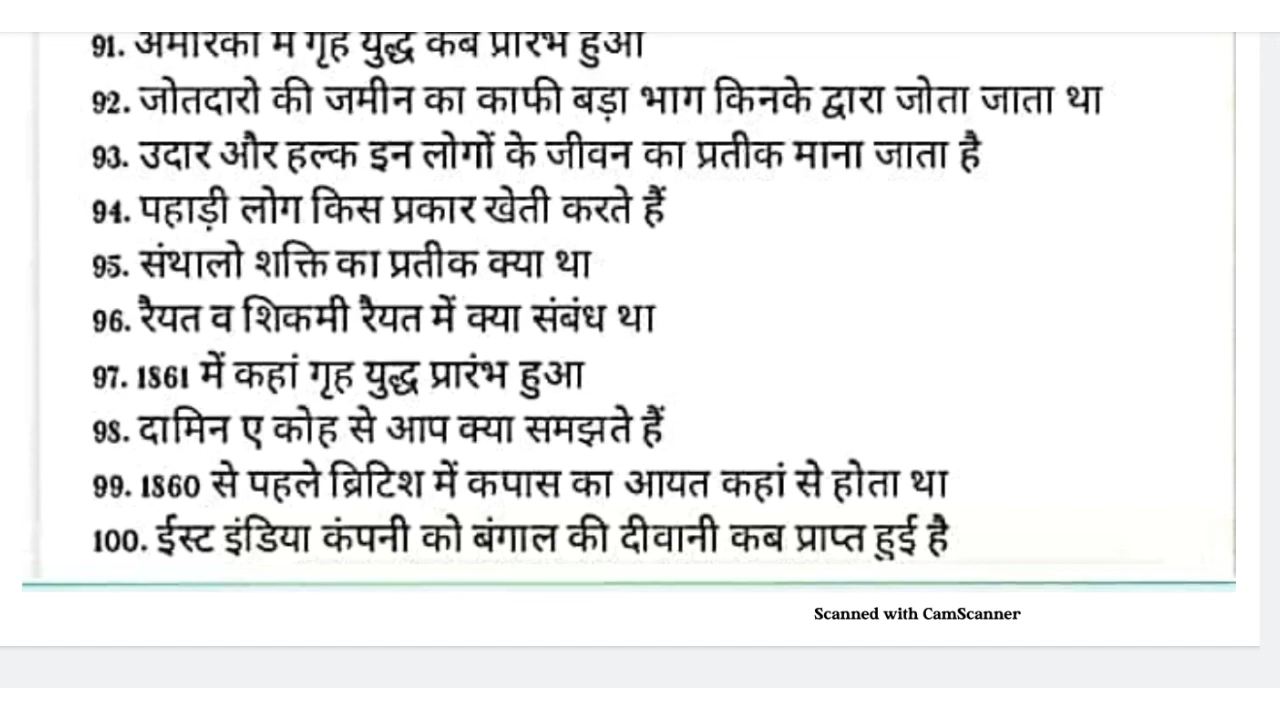 91. अमेरिका में गृह युद्ध कब प्रारंभ हुआ
92. जोतदारो की जमीन का काफी बड़ा भाग किनके द्वारा जोता जाता था
93. उदार और हल्क इन लोगों के जीवन का प्रतीक माना जाता है
94. पहाड़ी लोग किस प्रकार खेती करते हैं
95. संथालो शक्ति का प्रतीक क्या था
96. रैयत व शिकमी रैयत में क्या संबंध था
97. 1861 में कहां गृह युद्ध प्रारंभ हुआ
98. दामिन ए कोह से आप क्या समझते हैं
99. 1860 से पहले ब्रिटिश में कपास का आयत कहां से होता था
100. ईस्ट इंडिया कंपनी को बंगाल की दीवानी कब प्राप्त हुई है
Scanned with CamScanner